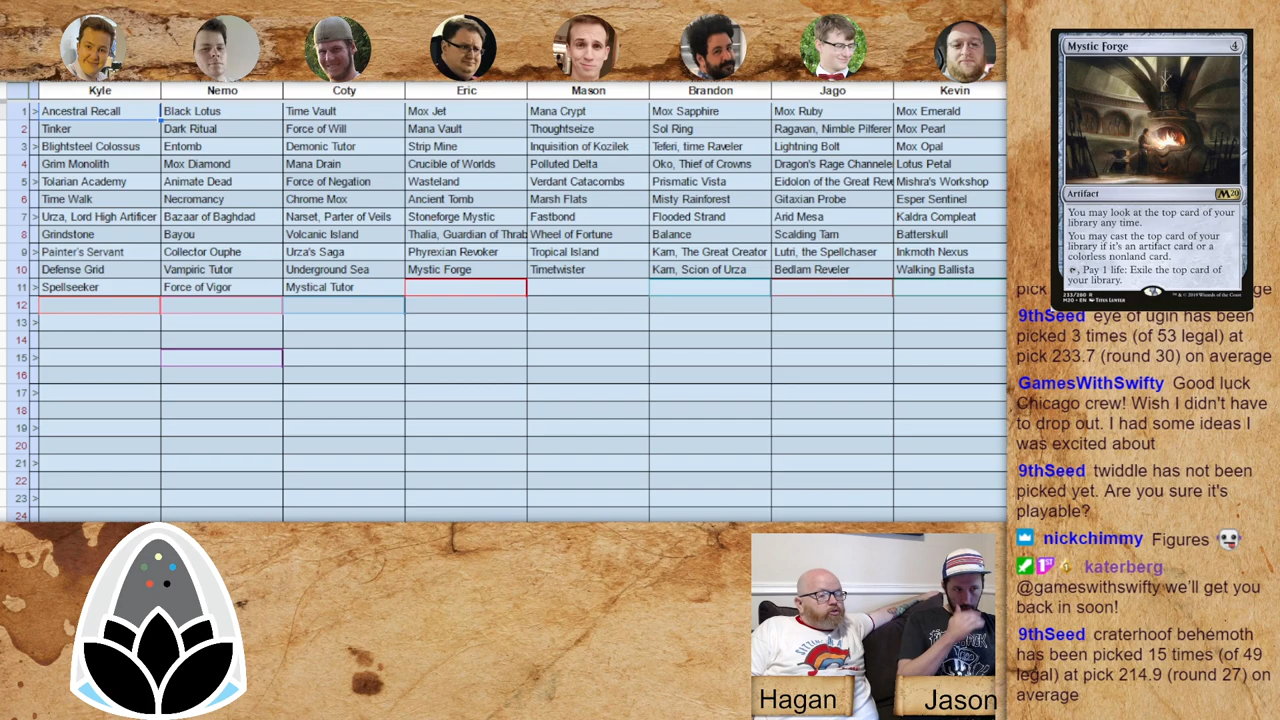 Kyle Nemo Coty Eric Mason Brandon Jago Kevin
1 > Ancestral Recall Black Lotus Time Vault Mox Jet Mana Crypt Mox Sapphire Mox Ruby Mox Emerald
2 Tinker Dark Ritual Force of Will Mana Vault Thoughtseize Sol Ring Ragavan, Nimble Pilferer Mox Pearl
3 > Blightsteel Colossus Entomb Demonic Tutor Strip Mine Inquisition of Kozilek Teferi, time Raveler Lightning Bolt Mox Opal
4 Grim Monolith Mox Diamond Mana Drain Crucible of Worlds Polluted Delta Oko, Thief of Crowns Dragon's Rage Channele Lotus Petal
5 > Tolarian Academy Animate Dead Force of Negation Wasteland Verdant Catacombs Prismatic Vista Eidolon of the Great Rev Mishra's Workshop
6 Time Walk Necromancy Chrome Mox Ancient Tomb Marsh Flats Misty Rainforest Gitaxian Probe Esper Sentinel
7 > Urza, Lord High Artificer Bazaar of Baghdad Narset, Parter of Veils Stoneforge Mystic Fastbond Flooded Strand Arid Mesa Kaldra Compleat
8 Grindstone Bayou Volcanic Island Thalia, Guardian of Thrab Wheel of Fortune Balance Scalding Tarn Batterskull
9 > Painter's Servant Collector Ouphe Urza's Saga Phyrexian Revoker Tropical Island Karn, The Great Creator Lutri, the Spellchaser Inkmoth Nexus
10 Defense Grid Vampiric Tutor Underground Sea Mystic Forge Timetwister Karn, Scion of Urza Bedlam Reveler Walking Ballista
11 > Spellseeker Force of Vigor Mystical Tutor
12
13 >
14
15 >
16
17 >
18
19 >
20
21 >
22
23 >
24
Mystic Forge 4
Artifact M20
You may look at the top card of your
library any time.
You may cast the top card of your
library if it's an artifact card or a
colorless nonland card.
, Pay 1 life: Exile the top card of
your library.
233/280 R
9thSeed eye of ugin has been
picked 3 times (of 53 legal) at
pick 233.7 (round 30) on average
GamesWithSwifty Good luck
Chicago crew! Wish I didn't have
to drop out. I had some ideas I
was excited about
9thSeed twiddle has not been
picked yet. Are you sure it's
playable?
nickchimmy Figures
katerberg
@gameswithswifty we'll get you
back in soon!
9thSeed craterhoof behemoth
has been picked 15 times (of 49
legal) at pick 214.9 (round 27) on
average
Hagan
Jason